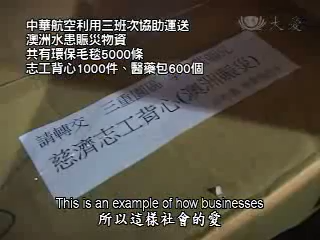 大愛
中華航空利用三班次協助運送
澳洲水患賑災物資
共有環保毛毯5000條
志工背心1000件、醫藥包600個
請轉交
慈濟志工背心(澳洲賑災)
This is an example of how businesses
所以這樣社會的愛